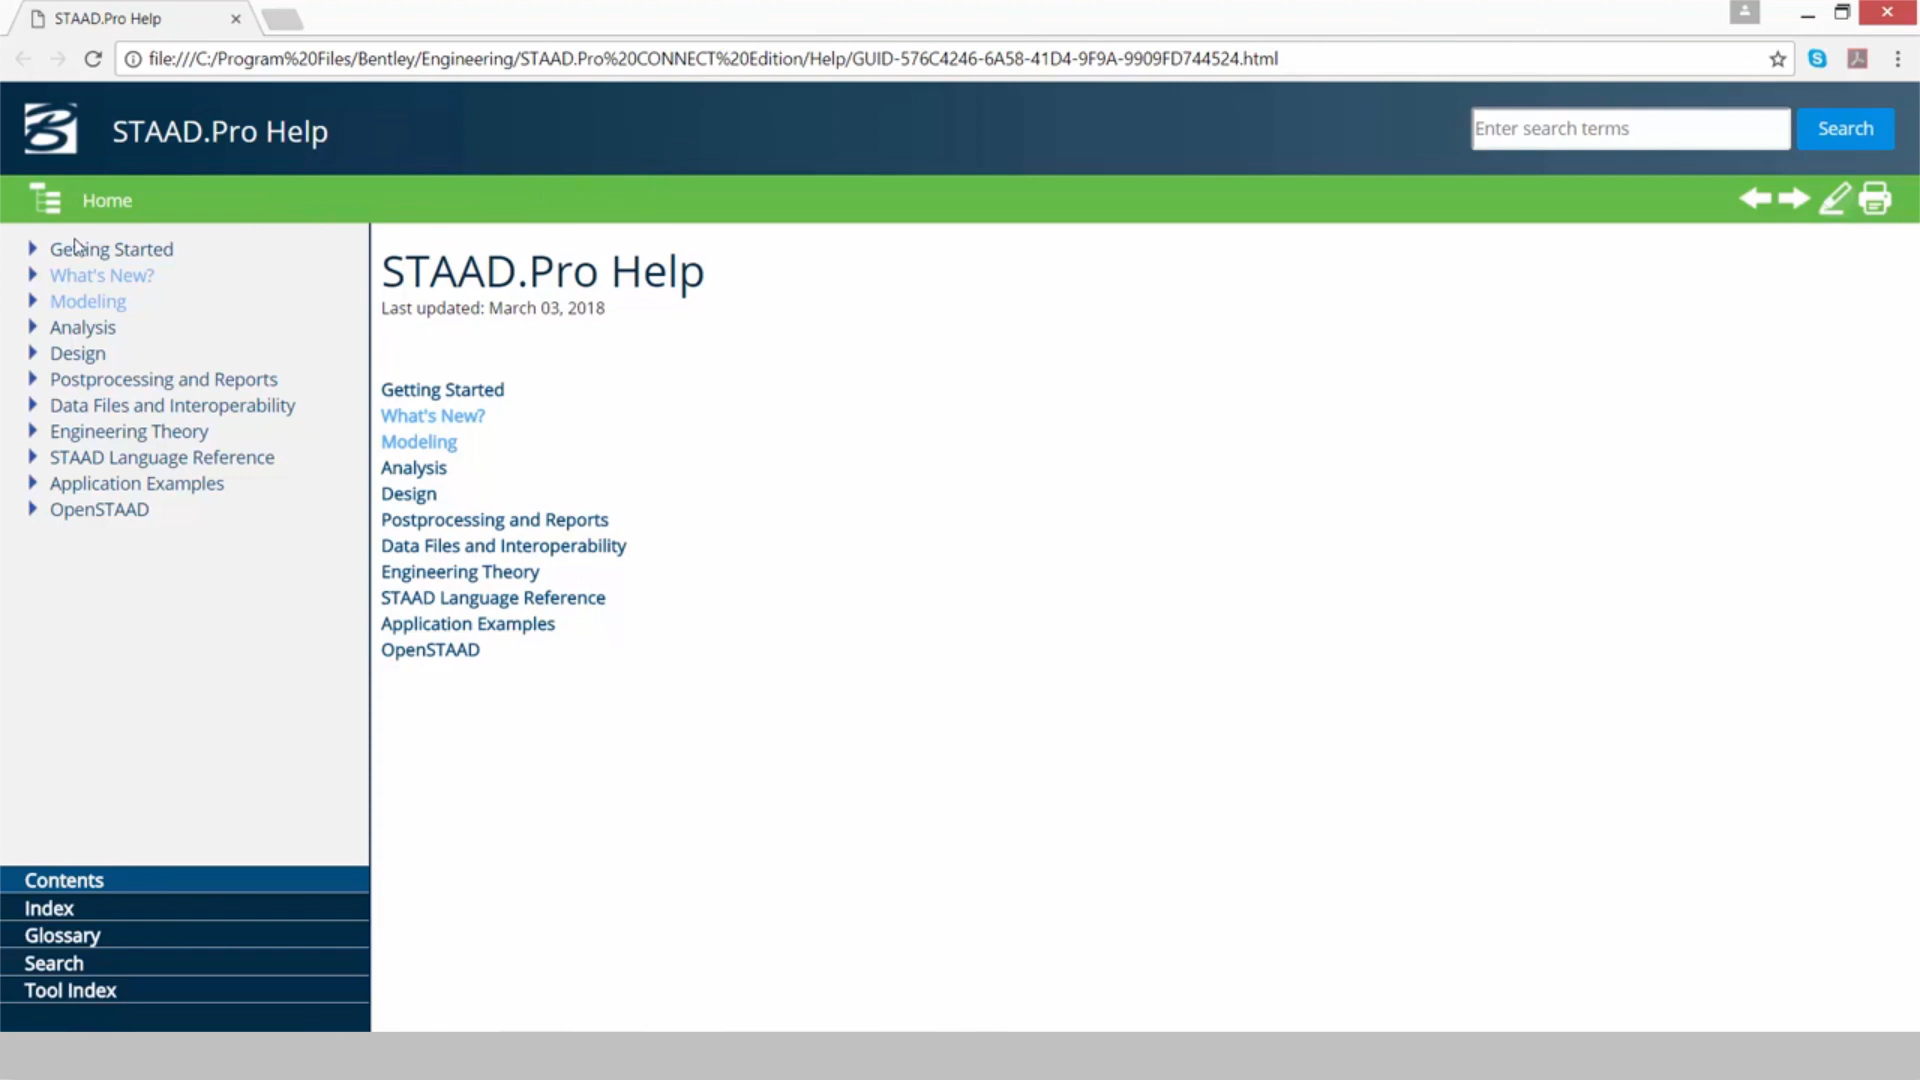 STAAD.Pro Help
file:///C:/Program%20Files/Bentley/Engineering/STAAD.Pro%20CONNECT%20Edition/Help/GUID-576C4246-6A58-41D4-9F9A-9909FD744524.html
STAAD.Pro Help
Enter search terms
Search
Home
Getting Started
What's New?
Modeling
Analysis
Design
Postprocessing and Reports
Data Files and Interoperability
Engineering Theory
STAAD Language Reference
Application Examples
OpenSTAAD
STAAD.Pro Help
Last updated: March 03, 2018
Getting Started
What's New?
Modeling
Analysis
Design
Postprocessing and Reports
Data Files and Interoperability
Engineering Theory
STAAD Language Reference
Application Examples
OpenSTAAD
Contents
Index
Glossary
Search
Tool Index